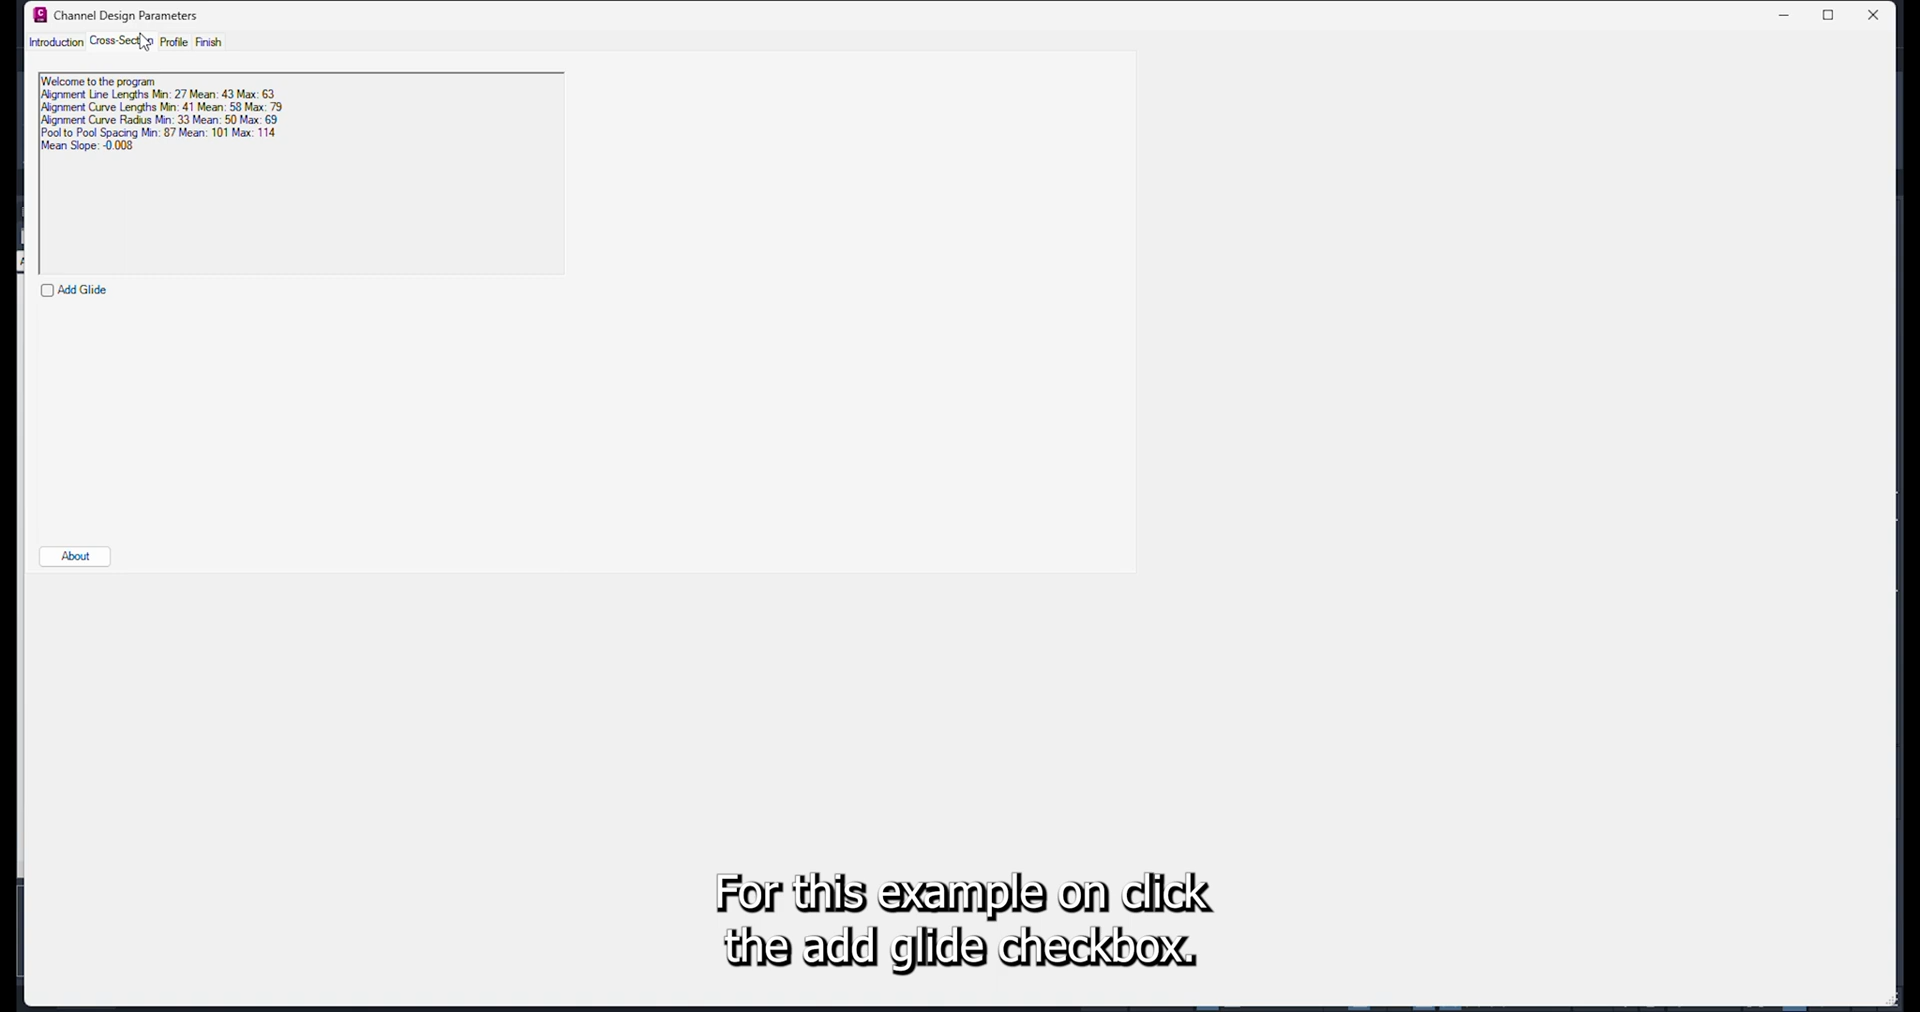 Channel Design Parameters
Introduction Cross-Section Profile Finish
Welcome to the program
Alignment Line Lengths Min: 27 Mean: 43 Max: 63
Alignment Curve Lengths Min: 41 Mean: 58 Max: 79
Alignment Curve Radius Min: 33 Mean: 50 Max: 69
Pool to Pool Spacing Min: 87 Mean: 101 Max: 114
Mean Slope: -0.008
Add Glide
About
For this example on click
the add glide checkbox.